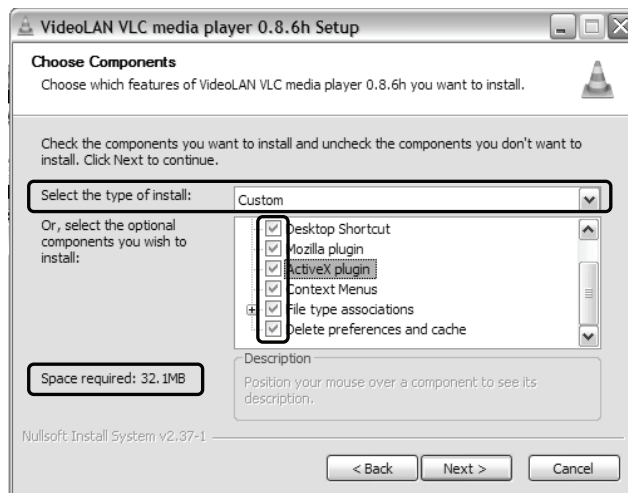 VideoLAN VLC media player 0.8.6h Setup
Choose Components
Choose which features of VideoLAN VLC media player 0.8.6h you want to install.
Check the components you want to install and uncheck the components you don't want to
install. Click Next to continue.
Select the type of install:
Custom
Or, select the optional
components you wish to
install:
Desktop Shortcut
Mozilla plugin
ActiveX plugin
Context Menus
File type associations
Delete preferences and cache
Space required: 32.1MB
Description
Position your mouse over a component to see its
description.
Nullsoft Install System v2.37-1
< Back Next > Cancel